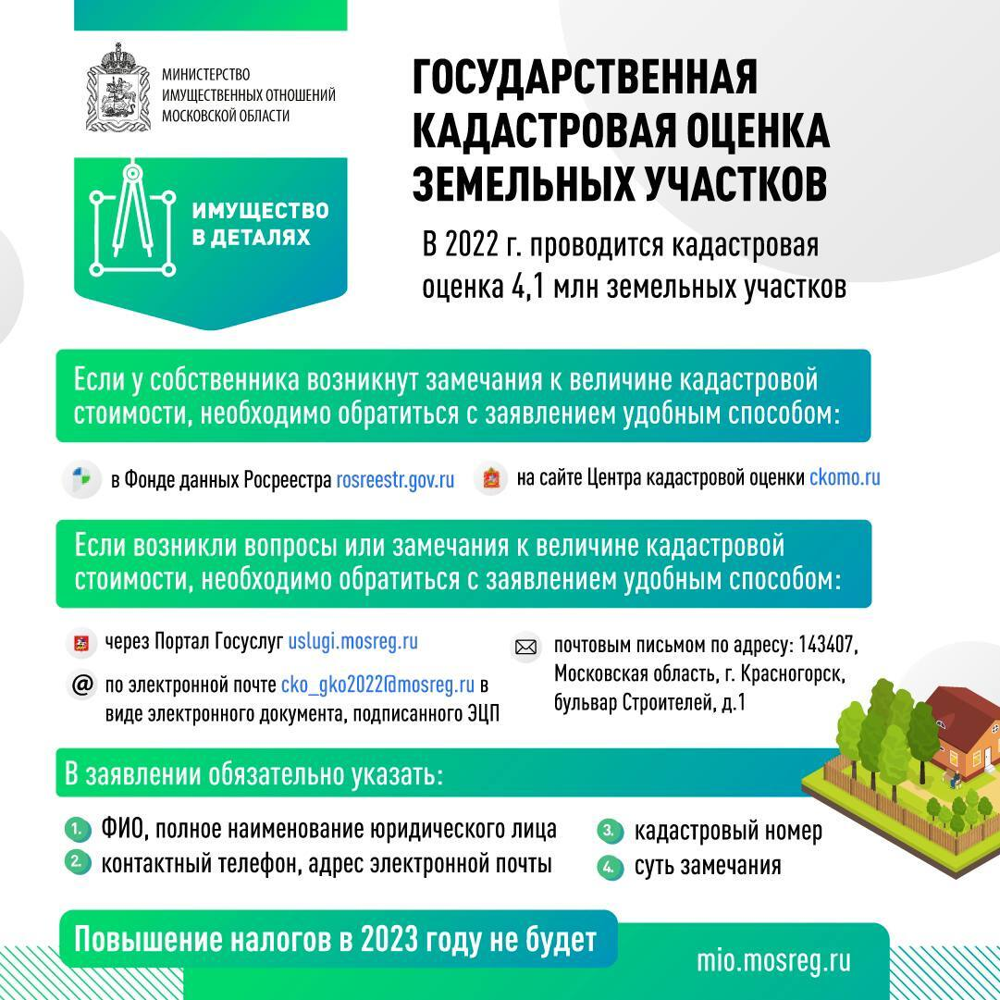 МИНИСТЕРСТВО
ИМУЩЕСТВЕННЫХ ОТНОШЕНИЙ
МОСКОВСКОЙ ОБЛАСТИ
ИМУЩЕСТВО
В ДЕТАЛЯХ
ГОСУДАРСТВЕННАЯ
КАДАСТРОВАЯ ОЦЕНКА
ЗЕМЕЛЬНЫХ УЧАСТКОВ
В 2022 г. проводится кадастровая
оценка 4,1 млн земельных участков
Если у собственника возникнут замечания к величине кадастровой
стоимости, необходимо обратиться с заявлением удобным способом:
в Фонде данных Росреестра rosreestr.gov.ru
на сайте Центра кадастровой оценки ckomo.ru
Если возникли вопросы или замечания к величине кадастровой
стоимости, необходимо обратиться с заявлением удобным способом:
через Портал Госуслуг uslugi.mosreg.ru
@ по электронной почте cko_gko2022@mosreg.ru в
виде электронного документа, подписанного ЭЦП
почтовым письмом по адресу: 143407,
Московская область, г. Красногорск,
бульвар Строителей, д.1
В заявлении обязательно указать:
1. ФИО, полное наименование юридического лица
2. контактный телефон, адрес электронной почты
3. кадастровый номер
4. суть замечания
Повышение налогов в 2023 году не будет
mio.mosreg.ru